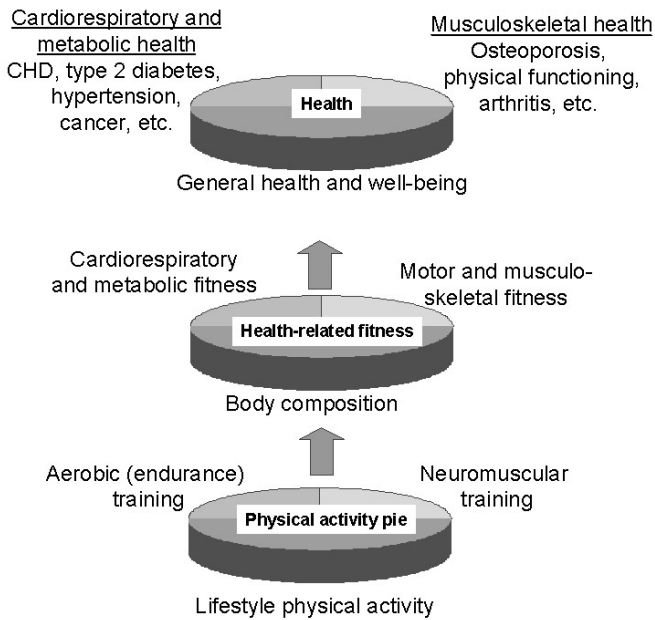 Cardiorespiratory and
metabolic health
CHD, type 2 diabetes,
hypertension,
cancer, etc.
Musculoskeletal health
Osteoporosis,
physical functioning,
arthritis, etc.
Health
General health and well-being
Cardiorespiratory
and metabolic fitness
Motor and musculo-
skeletal fitness
Health-related fitness
Body composition
Aerobic (endurance)
training
Neuromuscular
training
Physical activity pie
Lifestyle physical activity